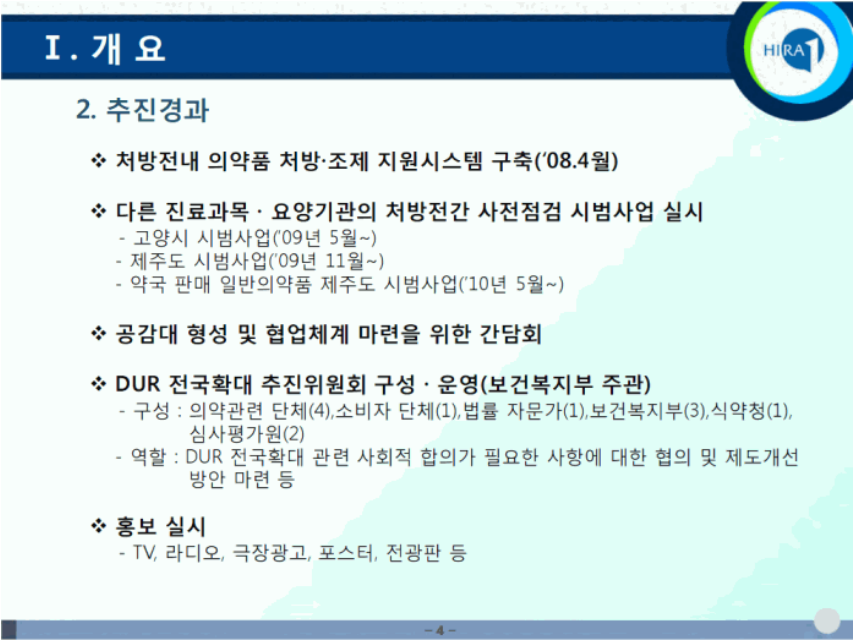 I. 개 요
HIRA
2. 추진경과
❖ 처방전내 의약품 처방·조제 지원시스템 구축('08.4월)
❖ 다른 진료과목 · 요양기관의 처방전간 사전점검 시범사업 실시
- 고양시 시범사업('09년 5월~)
- 제주도 시범사업('09년 11월~)
- 약국 판매 일반의약품 제주도 시범사업('10년 5월~)
❖ 공감대 형성 및 협업체계 마련을 위한 간담회
❖ DUR 전국확대 추진위원회 구성 · 운영(보건복지부 주관)
- 구성 : 의약관련 단체(4),소비자 단체(1),법률 자문가(1),보건복지부(3),식약청(1),
심사평가원(2)
- 역할 : DUR 전국확대 관련 사회적 합의가 필요한 사항에 대한 협의 및 제도개선
방안 마련 등
❖ 홍보 실시
- TV, 라디오, 극장광고, 포스터, 전광판 등
- 4 -